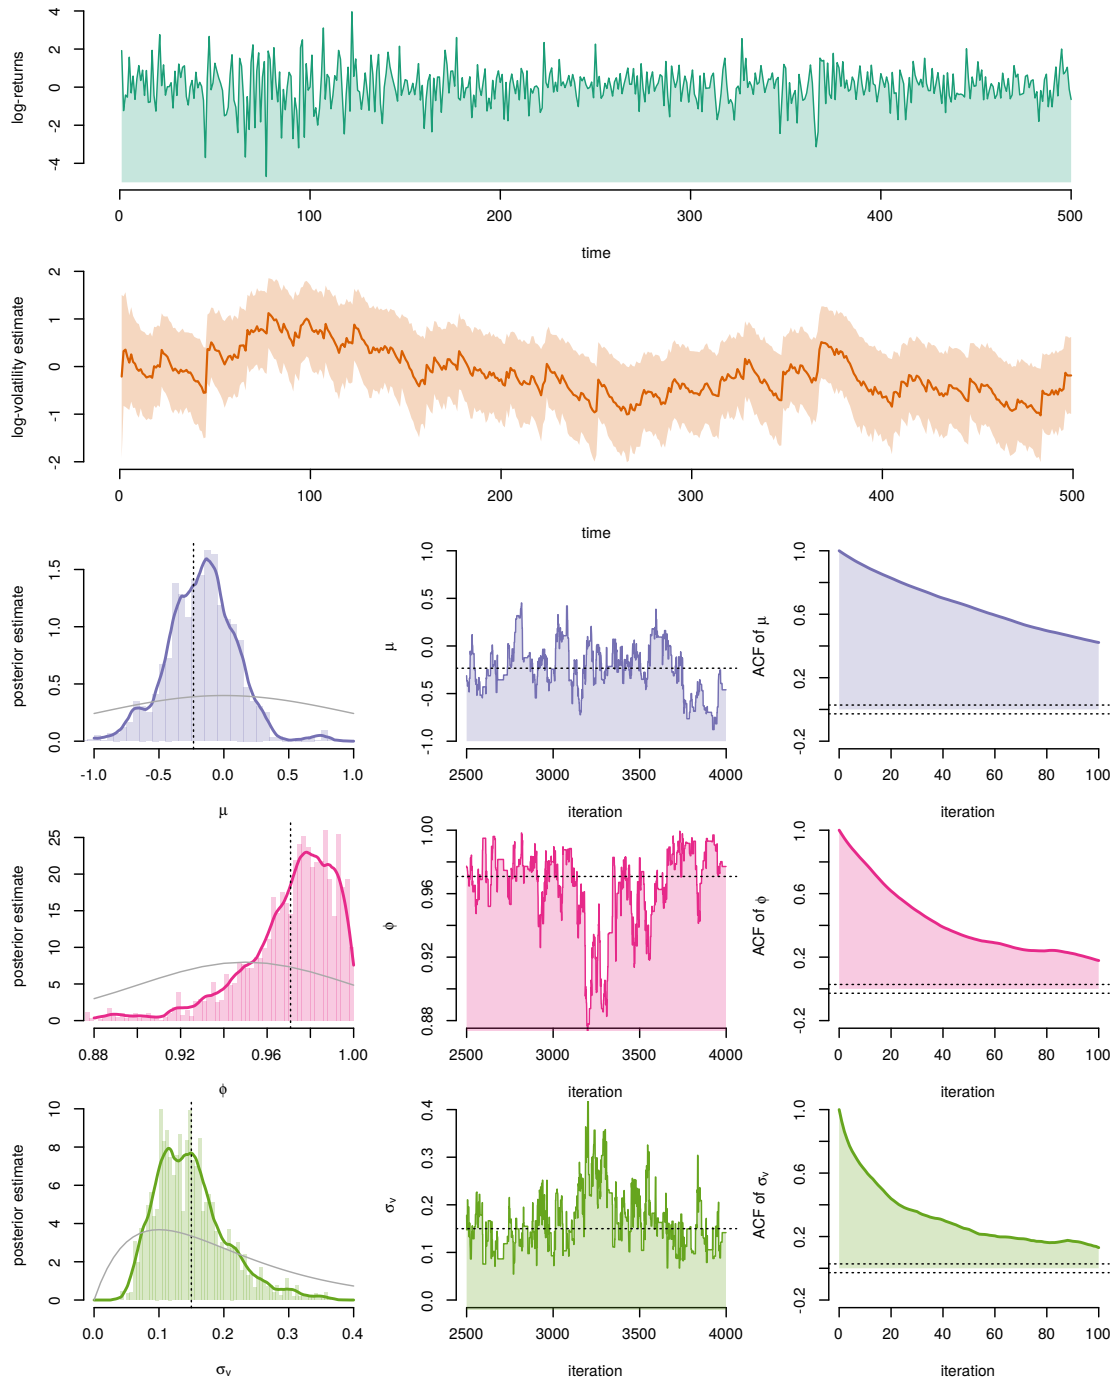 log-returns
4
2
0
-2
-4
0 100 200 300 400 500
time
log-volatility estimate
2
1
0
-1
-2
0 100 200 300 400 500
time
posterior estimate
1.5
1.0
0.5
0.0
-1.0 -0.5 0.0 0.5 1.0
μ
μ
1.0
0.5
0.0
-0.5
-1.0
2500 3000 3500 4000
iteration
ACF of μ
1.0
0.6
0.2
-0.2
0 20 40 60 80 100
iteration
posterior estimate
25
20
15
10
5
0
0.88 0.92 0.96 1.00
ϕ
ϕ
1.00
0.96
0.92
0.88
2500 3000 3500 4000
iteration
ACF of ϕ
1.0
0.6
0.2
-0.2
0 20 40 60 80 100
iteration
posterior estimate
10
8
6
4
2
0
0.0 0.1 0.2 0.3 0.4
σv
σv
0.4
0.3
0.2
0.1
0.0
2500 3000 3500 4000
iteration
ACF of σv
1.0
0.6
0.2
-0.2
0 20 40 60 80 100
iteration